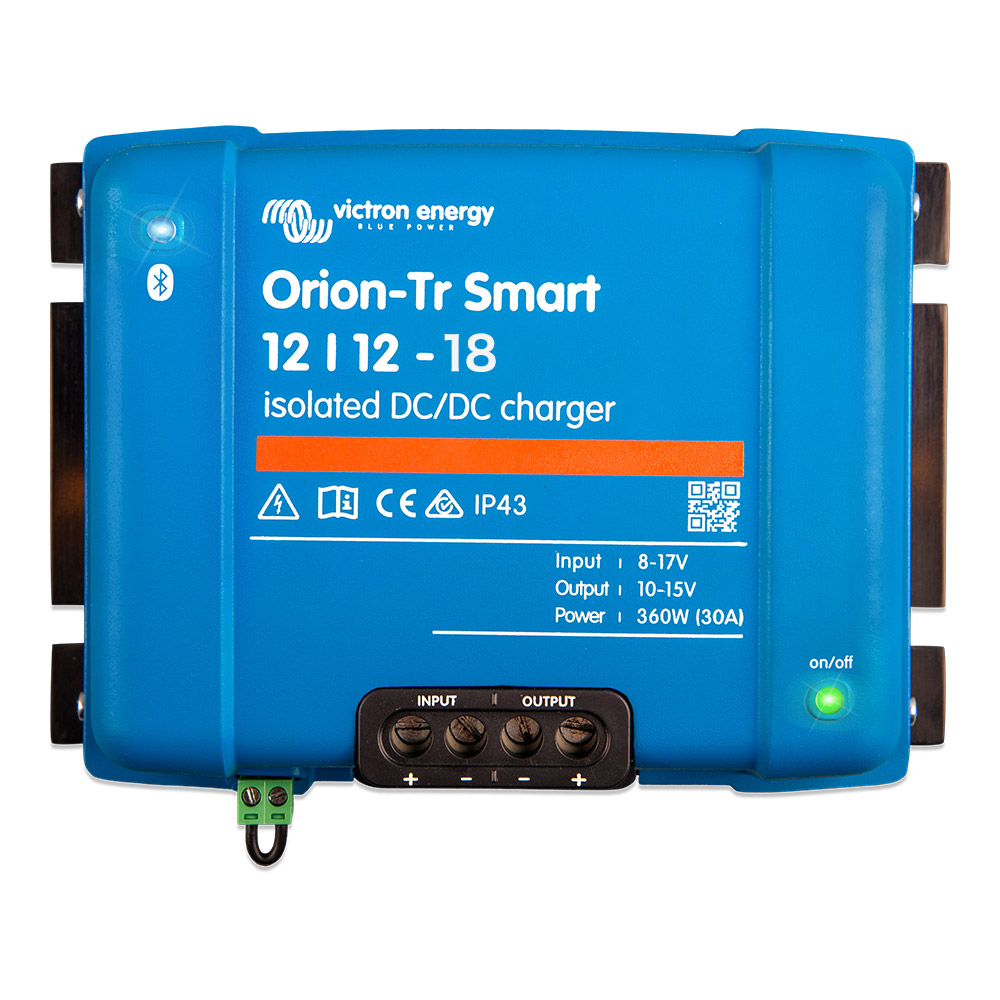 victron energy
BLUE POWER
Orion-Tr Smart
12 | 12 - 18
isolated DC/DC charger
CE IP43
Input | 8-17V
Output | 10-15V
Power | 360W (30A)
on/off
INPUT | OUTPUT
+ - | - +